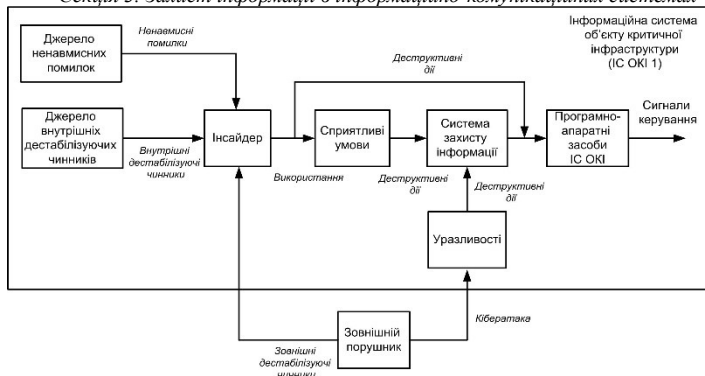 Секція 3. Захист інформації в інформаційно-комунікаційних системах
Інформаційна система
об'єкту критичної
інфраструктури
(ІС ОКІ 1)
Джерело
ненавмисних
помилок
Ненавмисні
помилки
Деструктивні
дії
Джерело
внутрішніх
дестабілізуючих
чинників
Внутрішні
дестабілізуючі
чинники
Інсайдер
Використання
Сприятливі
умови
Деструктивні
дії
Система
захисту
інформації
Програмно-
апаратні
засоби
ІС ОКІ
Сигнали
керування
Деструктивні
дії
Уразливості
Зовнішні
дестабілізуючі
чинники
Зовнішній
порушник
Кібератака